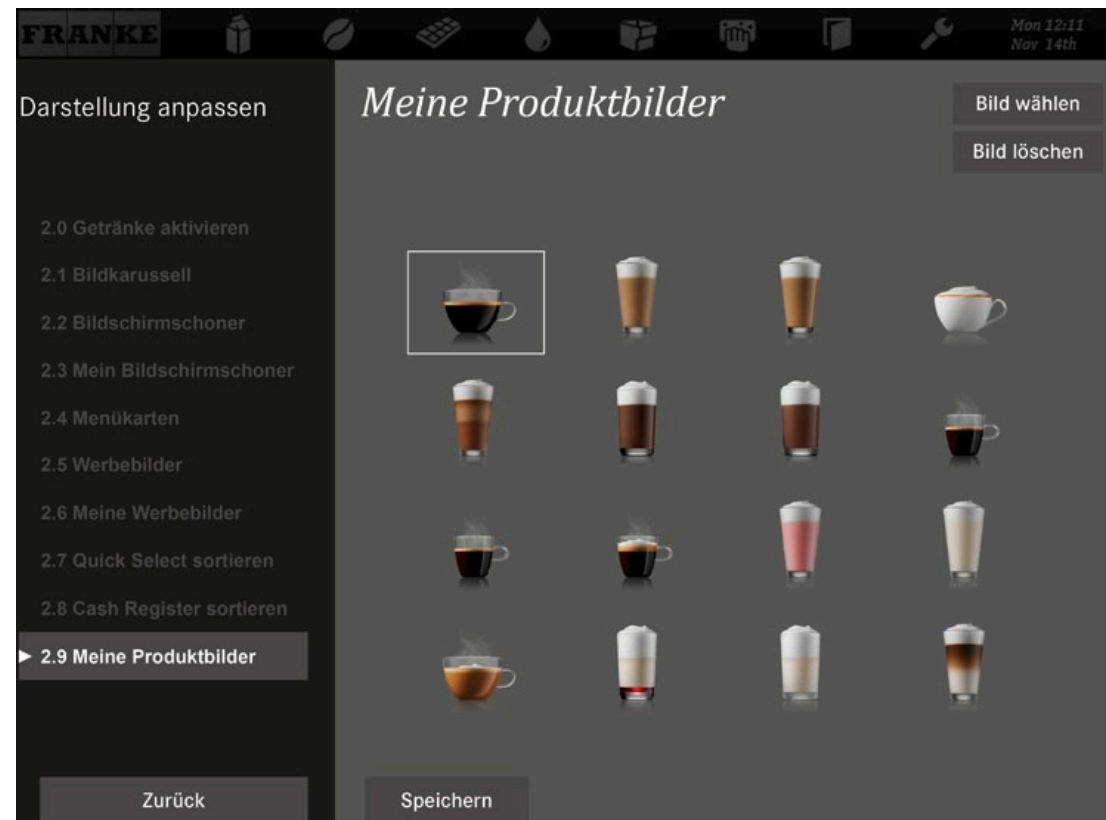 FRANKE
Mon 12:11
Nov 14th
Darstellung anpassen
Meine Produktbilder
Bild wählen
Bild löschen
2.0 Getränke aktivieren
2.1 Bildkarussell
2.2 Bildschirmschoner
2.3 Mein Bildschirmschoner
2.4 Menükarten
2.5 Werbebilder
2.6 Meine Werbebilder
2.7 Quick Select sortieren
2.8 Cash Register sortieren
2.9 Meine Produktbilder
Zurück
Speichern